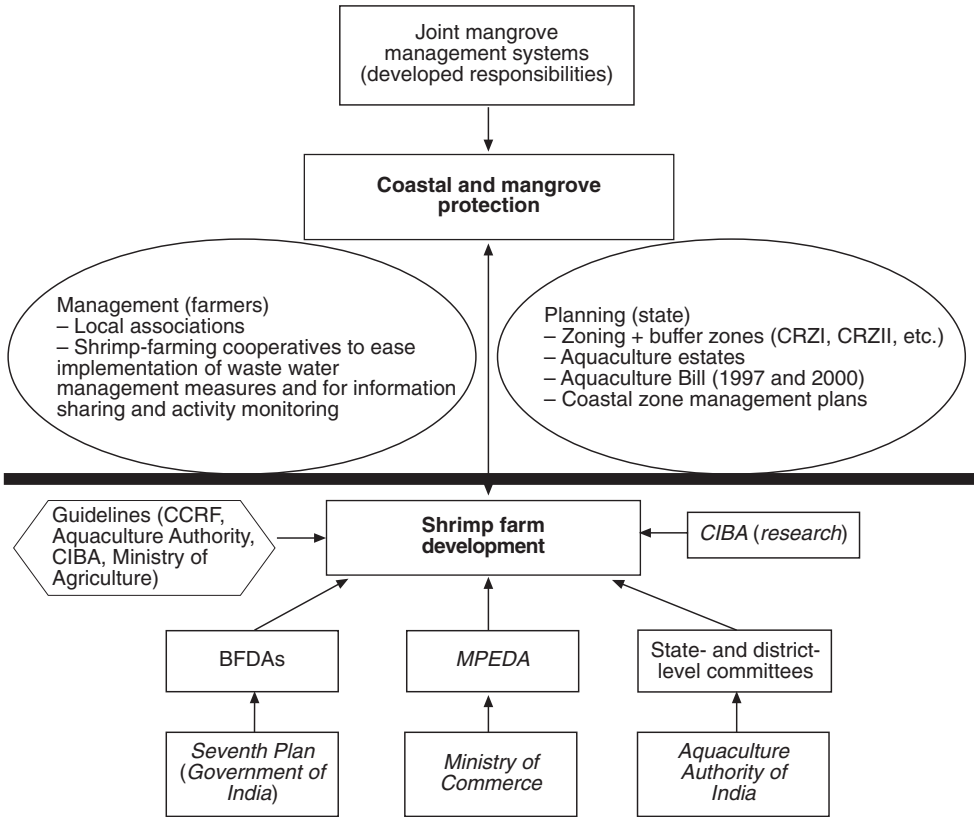 Joint mangrove
management systems
(developed responsibilities)
Coastal and mangrove
protection
Management (farmers)
– Local associations
– Shrimp-farming cooperatives to ease
implementation of waste water
management measures and for information
sharing and activity monitoring
Planning (state)
– Zoning + buffer zones (CRZI, CRZII, etc.)
– Aquaculture estates
– Aquaculture Bill (1997 and 2000)
– Coastal zone management plans
Guidelines (CCRF,
Aquaculture Authority,
CIBA, Ministry of
Agriculture)
Shrimp farm
development
CIBA (research)
BFDAs
MPEDA
State- and district-
level committees
Seventh Plan
(Government of
India)
Ministry of
Commerce
Aquaculture
Authority of
India